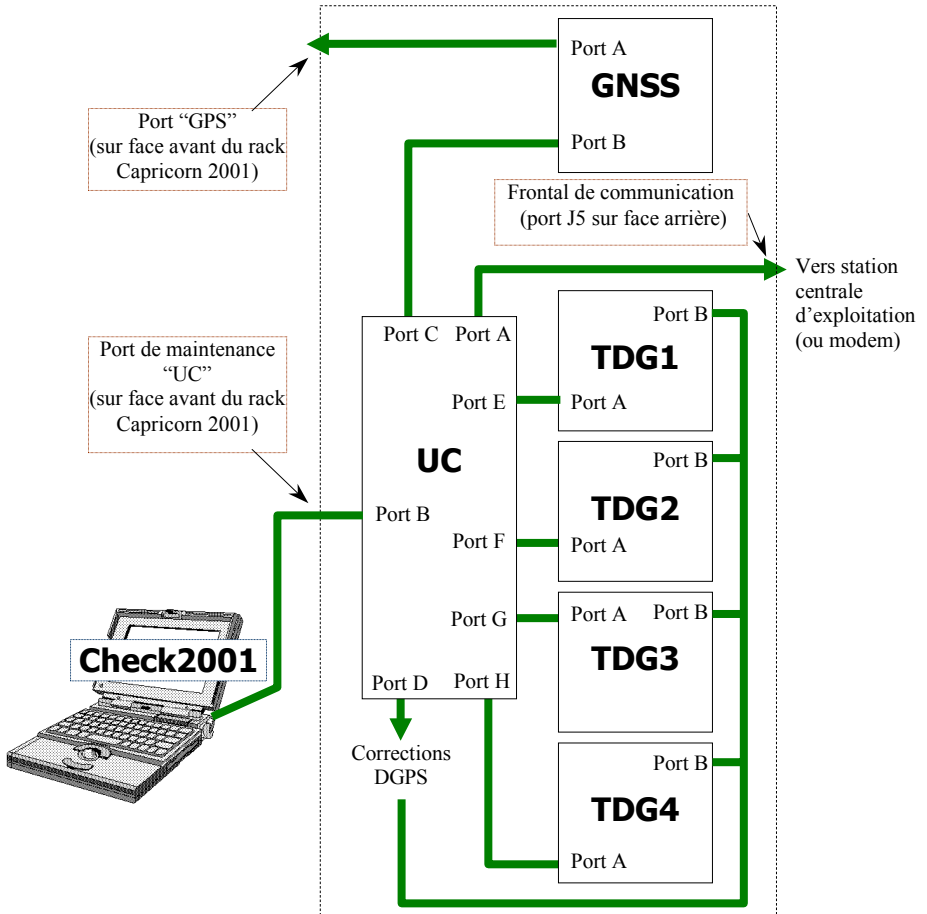 Port A
GNSS
Port B
Port “GPS”
(sur face avant du rack
Capricorn 2001)
Frontal de communication
(port J5 sur face arrière)
Vers station
centrale
d’exploitation
(ou modem)
Port de maintenance
“UC”
(sur face avant du rack
Capricorn 2001)
Port C
Port A
Port E
UC
Port B
Port F
Port G
Port D
Port H
Port B
TDG1
Port A
Port B
TDG2
Port A
Port A
Port B
TDG3
Port B
TDG4
Port A
Check2001
Corrections
DGPS